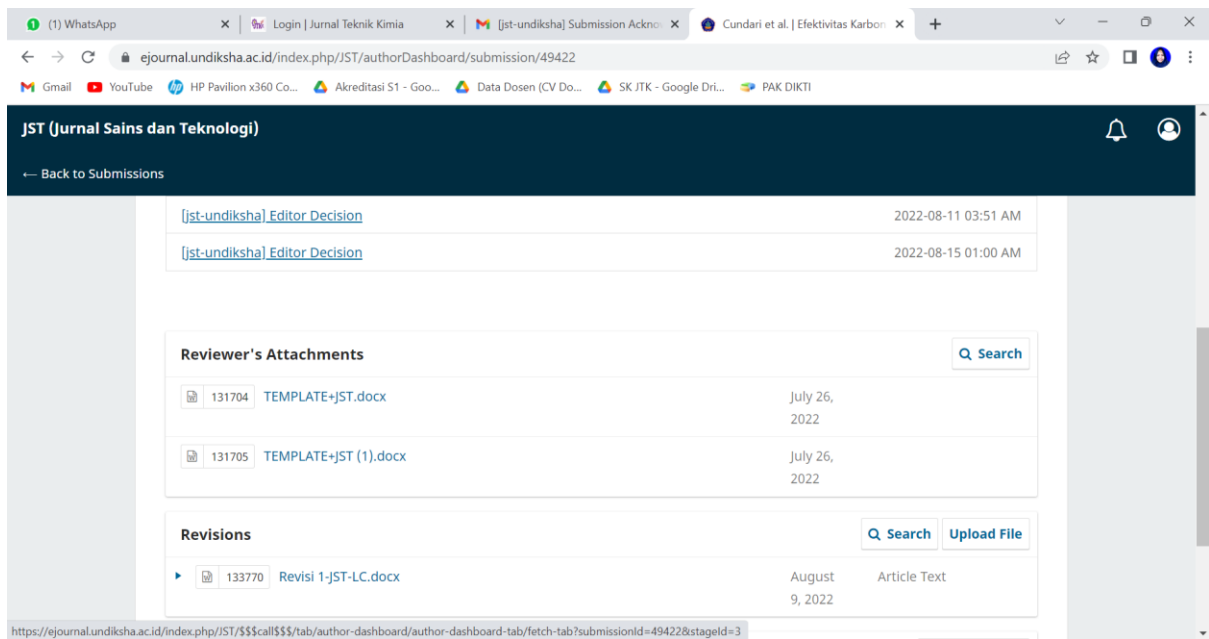 (1) WhatsApp
Login | Jurnal Teknik Kimia
[jst-undiksha] Submission Acknov
Cundari et al. | Efektivitas Karbon
ejournal.undiksha.ac.id/index.php/JST/authorDashboard/submission/49422
Gmail YouTube HP Pavilion x360 Co... Akreditasi S1 - Goo... Data Dosen (CV Do... SK JTK - Google Dri... PAK DIKTI
JST (Jurnal Sains dan Teknologi)
← Back to Submissions
[jst-undiksha] Editor Decision 2022-08-11 03:51 AM
[jst-undiksha] Editor Decision 2022-08-15 01:00 AM
Reviewer's Attachments Search
131704 TEMPLATE+JST.docx July 26,
2022
131705 TEMPLATE+JST (1).docx July 26,
2022
Revisions Search Upload File
133770 Revisi 1-JST-LC.docx August Article Text
9, 2022
https://ejournal.undiksha.ac.id/index.php/JST/$$$call$$$/tab/author-dashboard/author-dashboard-tab/fetch-tab?submissionId=49422&stageId=3